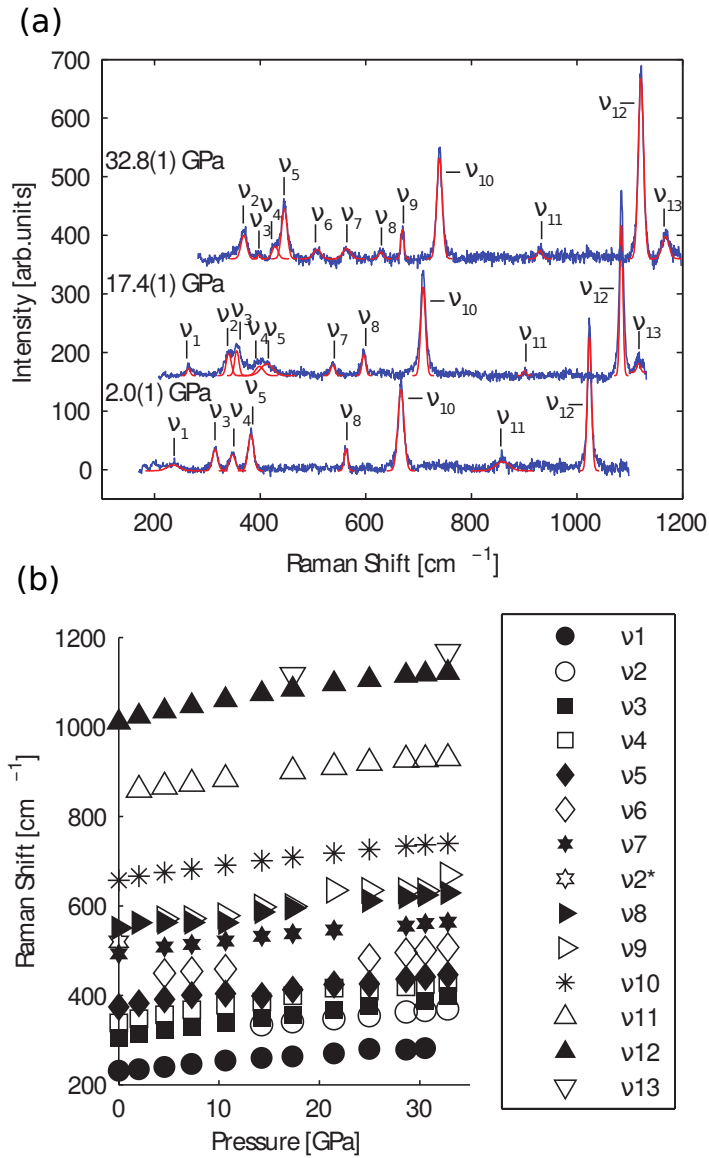 (a)
700
600
500
400
300
200
100
0
Intensity [arb.units]
32.8(1) GPa
ν2
ν3
ν4
ν5
ν6
ν7
ν8
ν9
ν10
ν11
ν12
ν13
17.4(1) GPa
ν1
ν2
ν3
ν4
ν5
ν7
ν8
ν10
ν11
ν12
ν13
2.0(1) GPa
ν1
ν3
ν4
ν5
ν8
ν10
ν11
ν12
200 400 600 800 1000 1200
Raman Shift [cm −1]
(b)
1200
1000
800
600
400
200
Raman Shift [cm −1]
0 10 20 30
Pressure [GPa]
ν1
ν2
ν3
ν4
ν5
ν6
ν7
ν2*
ν8
ν9
ν10
ν11
ν12
ν13